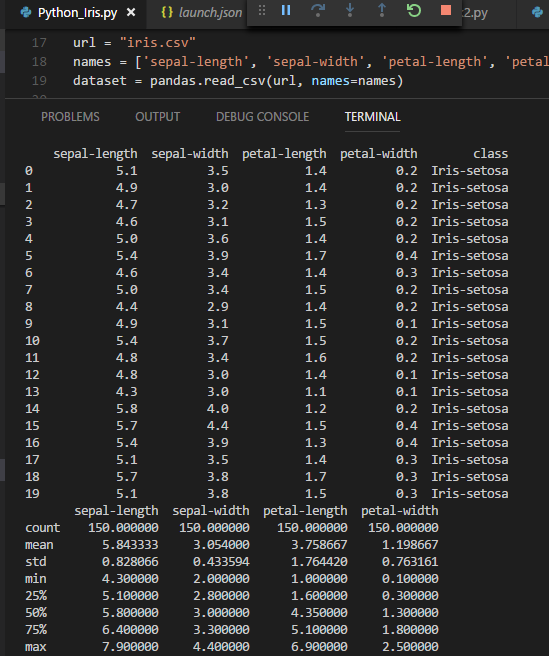 Python_Iris.py × {} launch.json 2.py
17 url = "iris.csv"
18 names = ['sepal-length', 'sepal-width', 'petal-length', 'petal
19 dataset = pandas.read_csv(url, names=names)
PROBLEMS OUTPUT DEBUG CONSOLE TERMINAL
sepal-length sepal-width petal-length petal-width class
0 5.1 3.5 1.4 0.2 Iris-setosa
1 4.9 3.0 1.4 0.2 Iris-setosa
2 4.7 3.2 1.3 0.2 Iris-setosa
3 4.6 3.1 1.5 0.2 Iris-setosa
4 5.0 3.6 1.4 0.2 Iris-setosa
5 5.4 3.9 1.7 0.4 Iris-setosa
6 4.6 3.4 1.4 0.3 Iris-setosa
7 5.0 3.4 1.5 0.2 Iris-setosa
8 4.4 2.9 1.4 0.2 Iris-setosa
9 4.9 3.1 1.5 0.1 Iris-setosa
10 5.4 3.7 1.5 0.2 Iris-setosa
11 4.8 3.4 1.6 0.2 Iris-setosa
12 4.8 3.0 1.4 0.1 Iris-setosa
13 4.3 3.0 1.1 0.1 Iris-setosa
14 5.8 4.0 1.2 0.2 Iris-setosa
15 5.7 4.4 1.5 0.4 Iris-setosa
16 5.4 3.9 1.3 0.4 Iris-setosa
17 5.1 3.5 1.4 0.3 Iris-setosa
18 5.7 3.8 1.7 0.3 Iris-setosa
19 5.1 3.8 1.5 0.3 Iris-setosa
sepal-length sepal-width petal-length petal-width
count 150.000000 150.000000 150.000000 150.000000
mean 5.843333 3.054000 3.758667 1.198667
std 0.828066 0.433594 1.764420 0.763161
min 4.300000 2.000000 1.000000 0.100000
25% 5.100000 2.800000 1.600000 0.300000
50% 5.800000 3.000000 4.350000 1.300000
75% 6.400000 3.300000 5.100000 1.800000
max 7.900000 4.400000 6.900000 2.500000